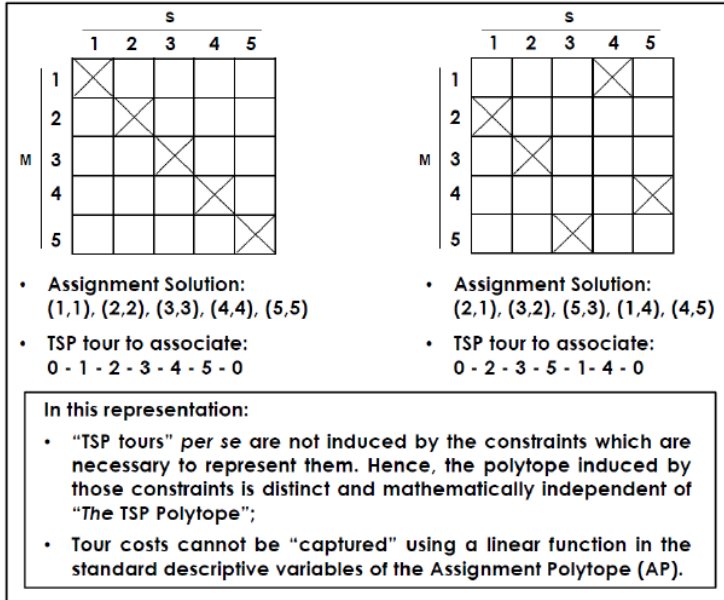 S
1 2 3 4 5
1
2
M 3
4
5
• Assignment Solution:
(1,1), (2,2), (3,3), (4,4), (5,5)
• TSP tour to associate:
0 - 1 - 2 - 3 - 4 - 5 - 0
S
1 2 3 4 5
1
2
M 3
4
5
• Assignment Solution:
(2,1), (3,2), (5,3), (1,4), (4,5)
• TSP tour to associate:
0 - 2 - 3 - 5 - 1- 4 - 0
In this representation:
• “TSP tours” per se are not induced by the constraints which are
necessary to represent them. Hence, the polytope induced by
those constraints is distinct and mathematically independent of
“The TSP Polytope”;
• Tour costs cannot be “captured” using a linear function in the
standard descriptive variables of the Assignment Polytope (AP).